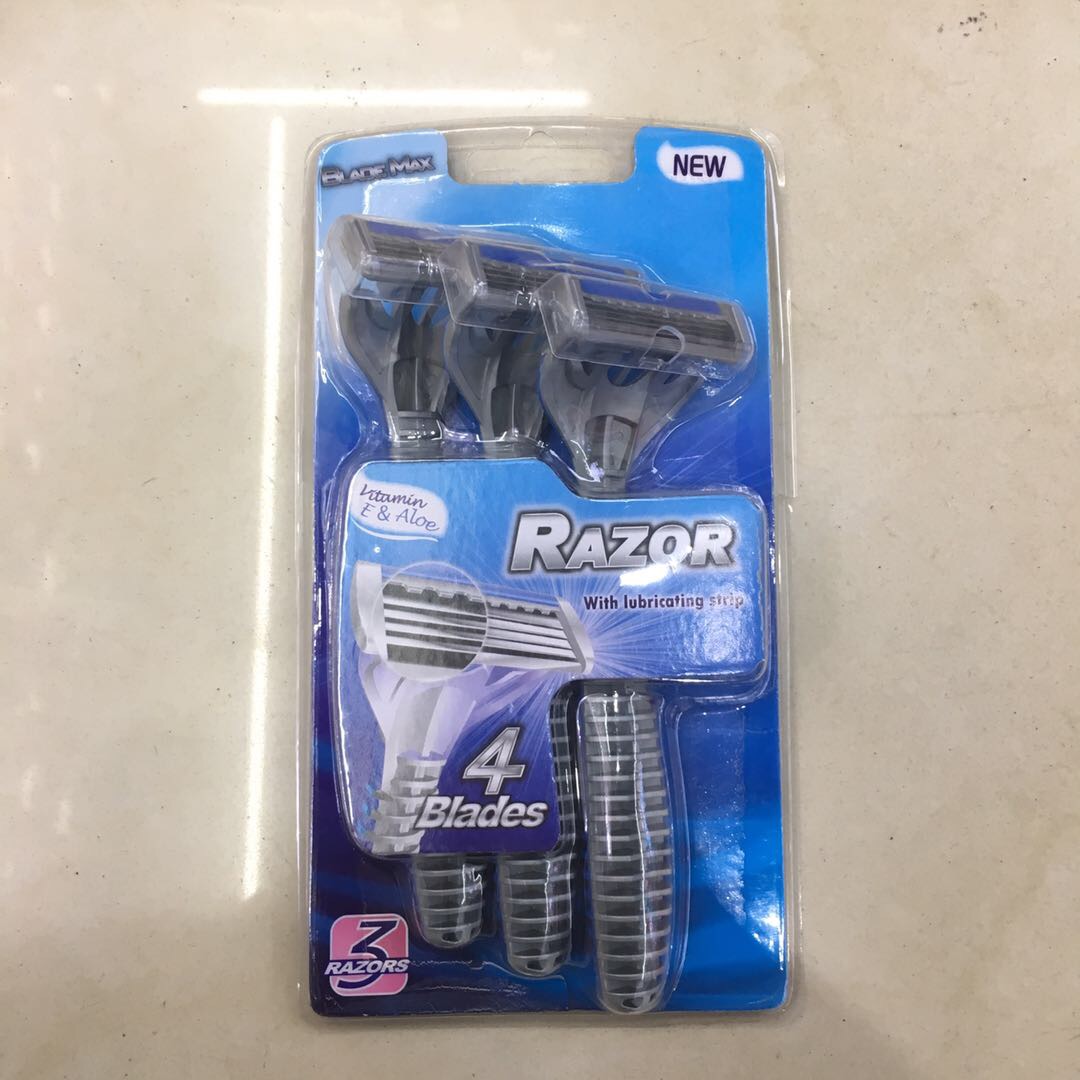 BLADE MAX
NEW
Vitamin
E & Aloe
RAZOR
With lubricating strip
4
Blades
3
RAZORS